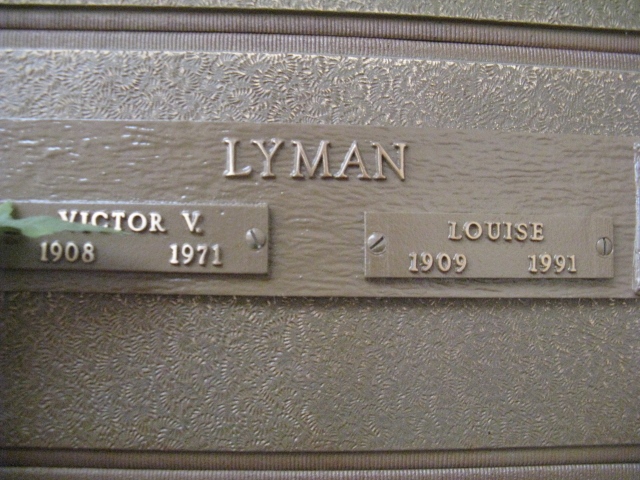 LYMAN
VICTOR V.
1908 1971
LOUISE
1909 1991